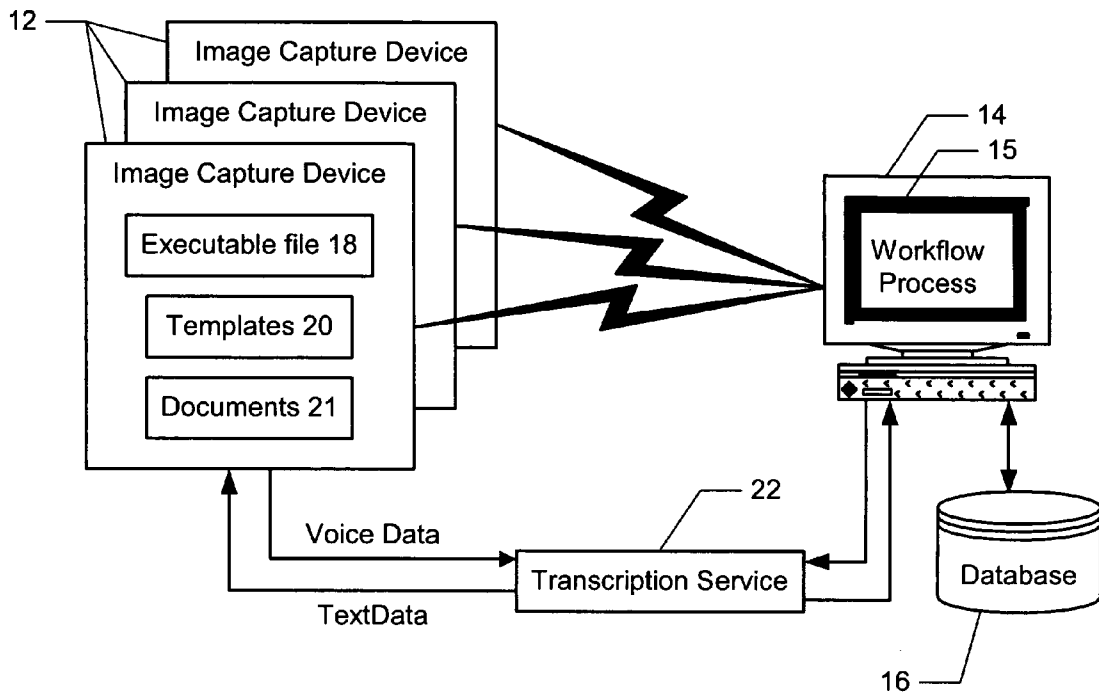 12
Image Capture Device
Image Capture Device
Image Capture Device
Executable file 18
Templates 20
Documents 21
14
15
Workflow
Process
Voice Data
TextData
22
Transcription Service
Database
16